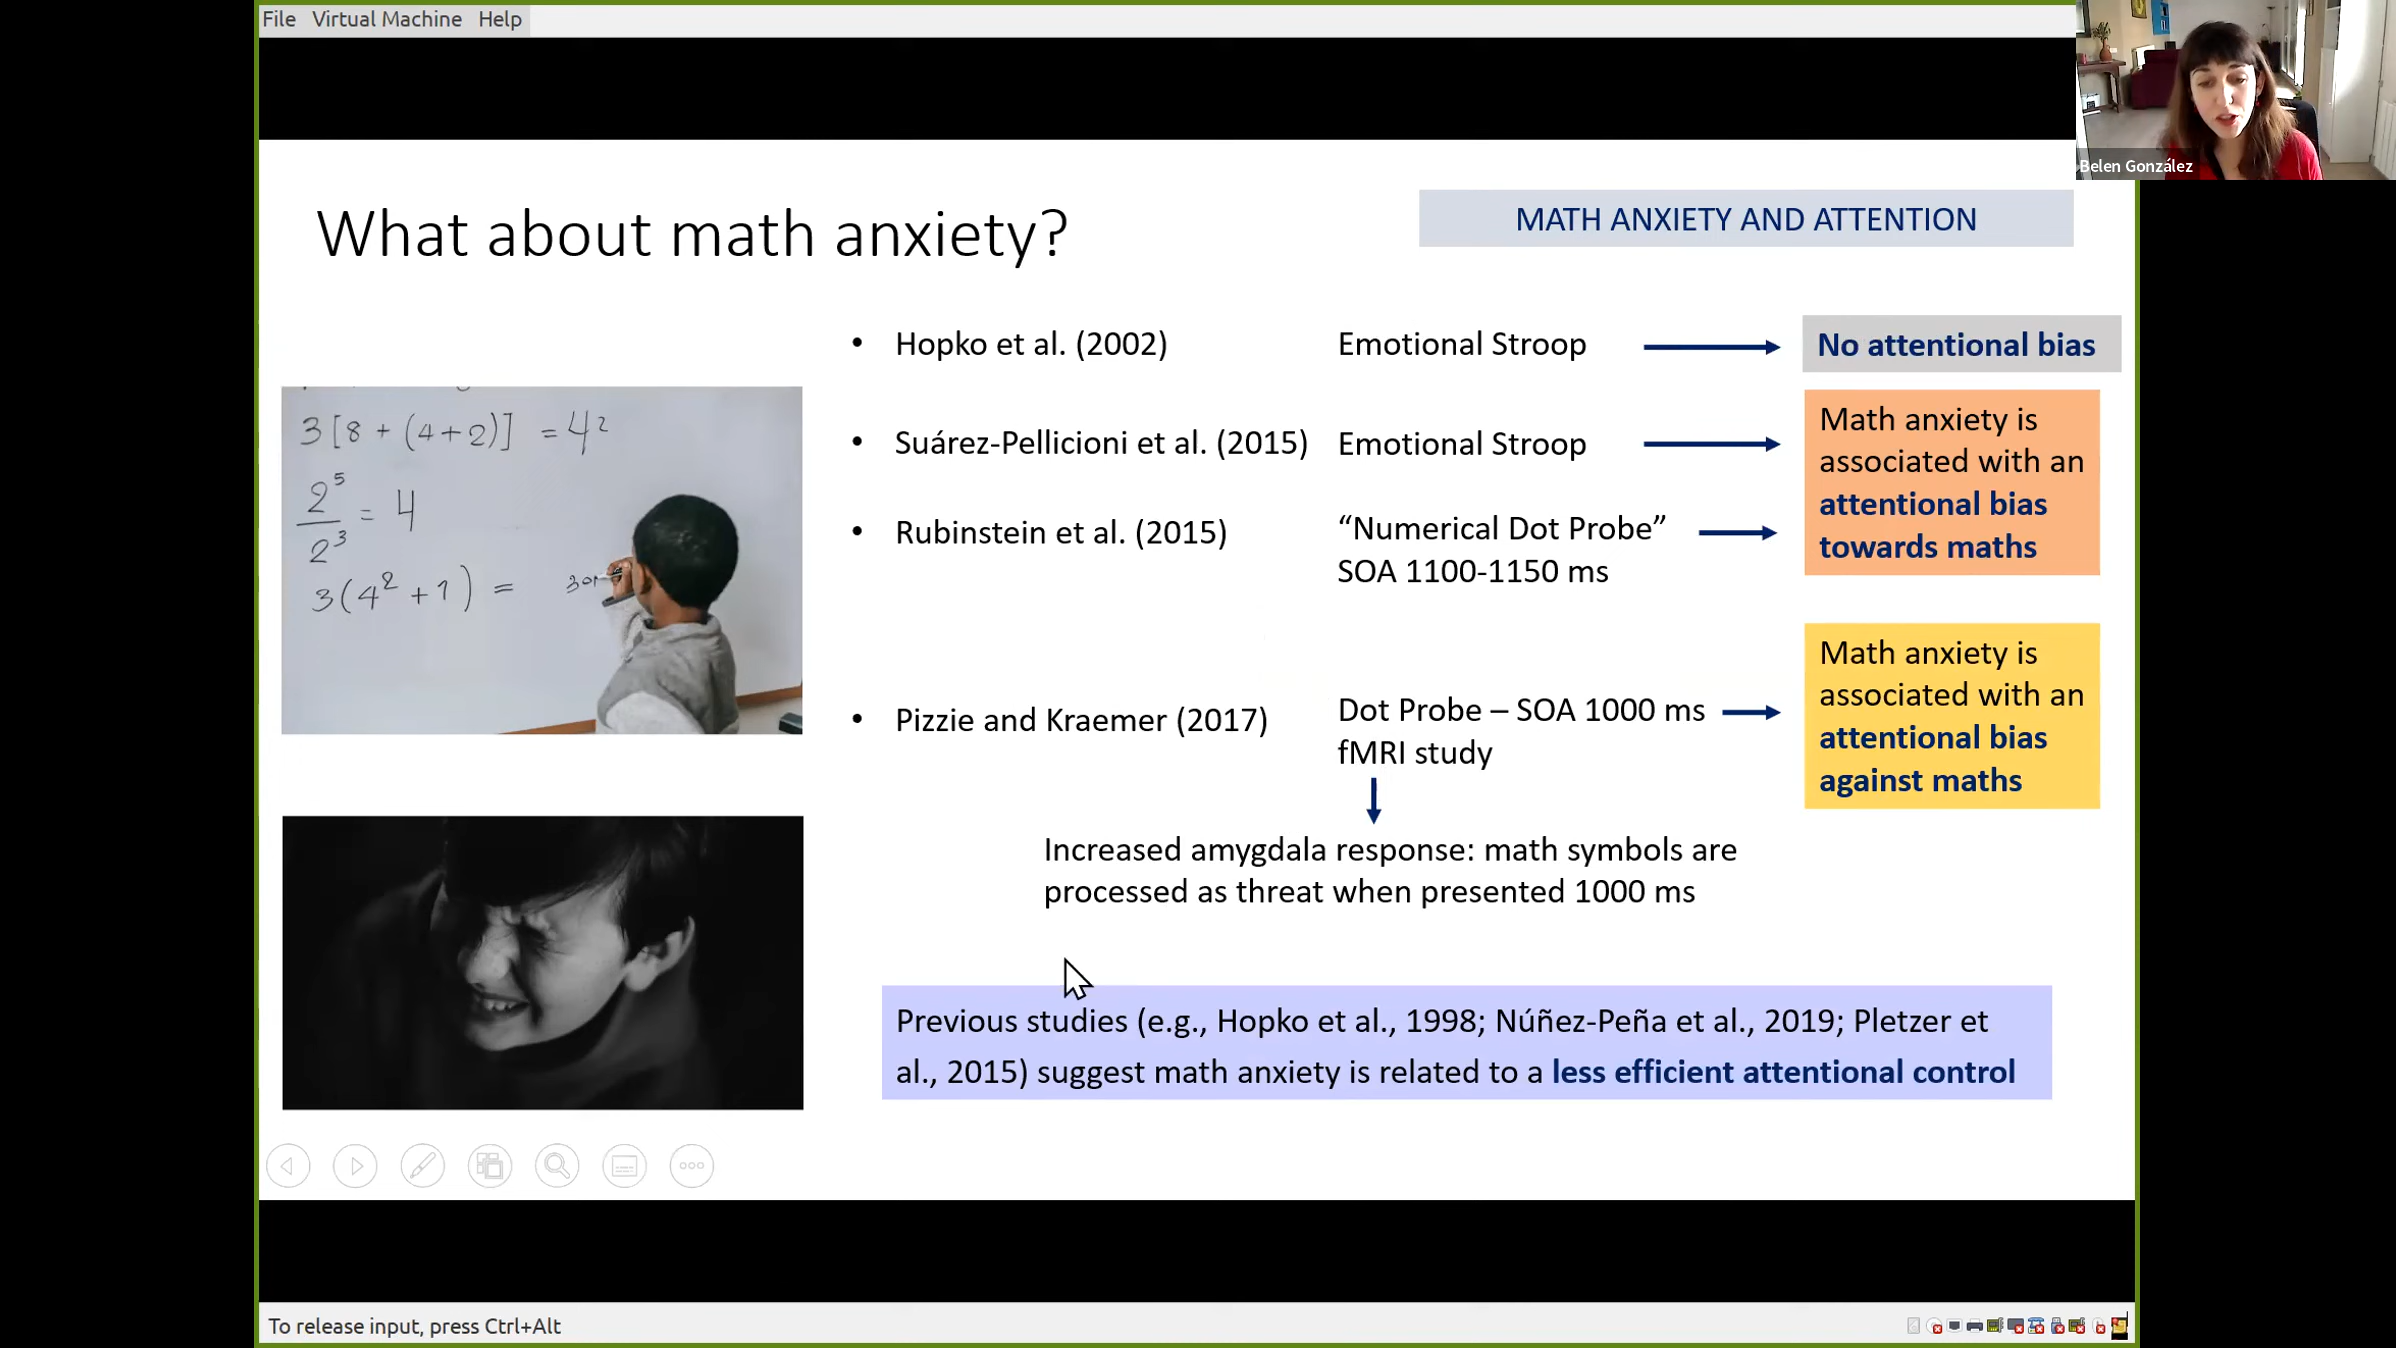 File Virtual Machine Help
Belen González
What about math anxiety?
MATH ANXIETY AND ATTENTION
• Hopko et al. (2002) Emotional Stroop No attentional bias
• Suárez-Pellicioni et al. (2015) Emotional Stroop
• Rubinstein et al. (2015) “Numerical Dot Probe”
SOA 1100-1150 ms
Math anxiety is
associated with an
attentional bias
towards maths
• Pizzie and Kraemer (2017) Dot Probe – SOA 1000 ms
fMRI study
Math anxiety is
associated with an
attentional bias
against maths
Increased amygdala response: math symbols are
processed as threat when presented 1000 ms
Previous studies (e.g., Hopko et al., 1998; Núñez-Peña et al., 2019; Pletzer et
al., 2015) suggest math anxiety is related to a less efficient attentional control
3[8 + (4+2)] = 4²
2⁵
/2³ = 4
3(4² + 1) =
To release input, press Ctrl+Alt